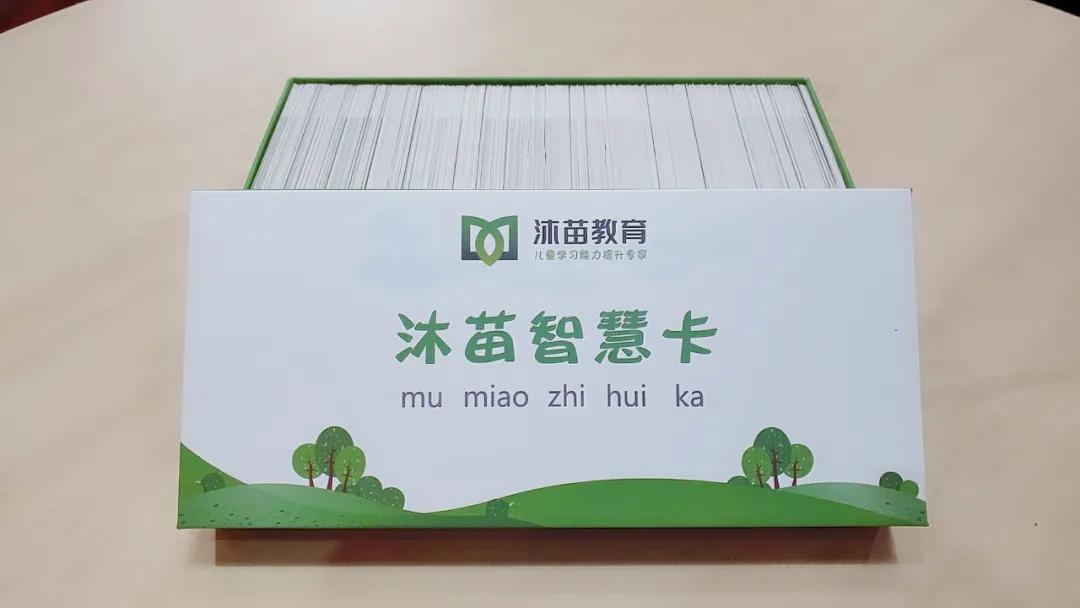 沐苗教育
儿童学习能力提升专家
沐苗智慧卡
mu miao zhi hui ka